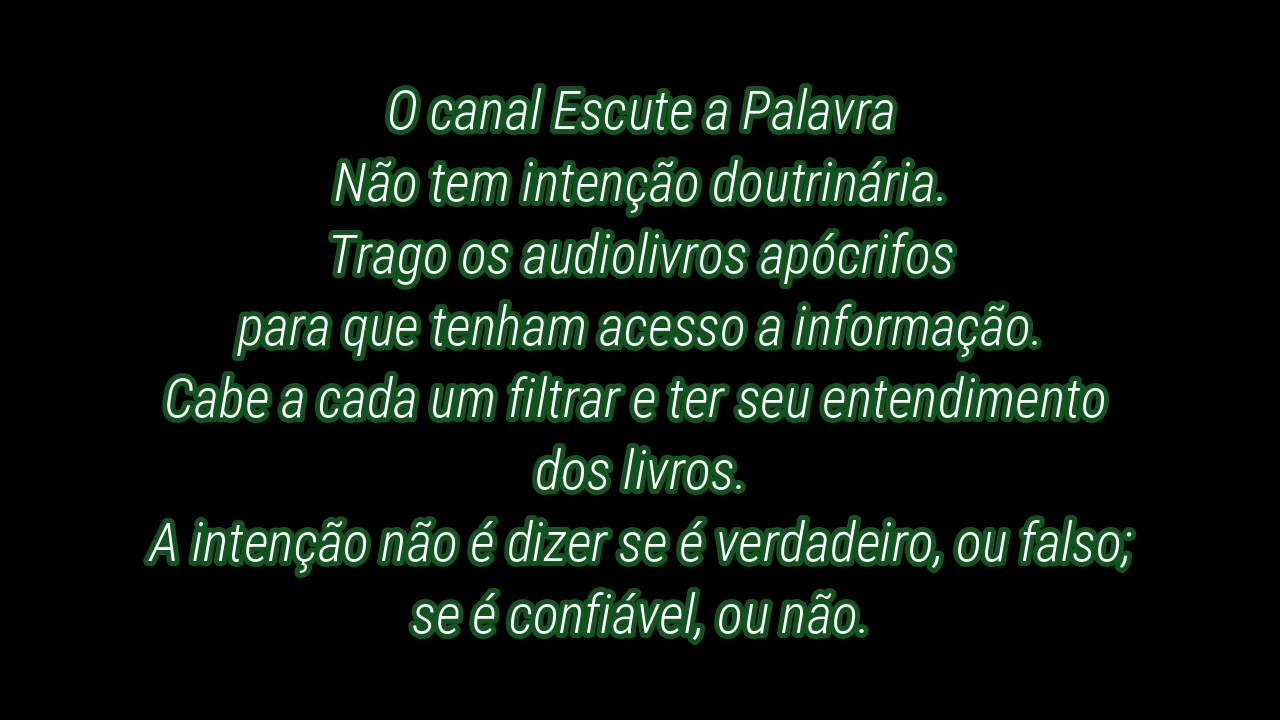 O canal Escute a Palavra
Não tem intenção doutrinária.
Trago os audiolivros apócrifos
para que tenham acesso a informação.
Cabe a cada um filtrar e ter seu entendimento
dos livros.
A intenção não é dizer se é verdadeiro, ou falso;
se é confiável, ou não.